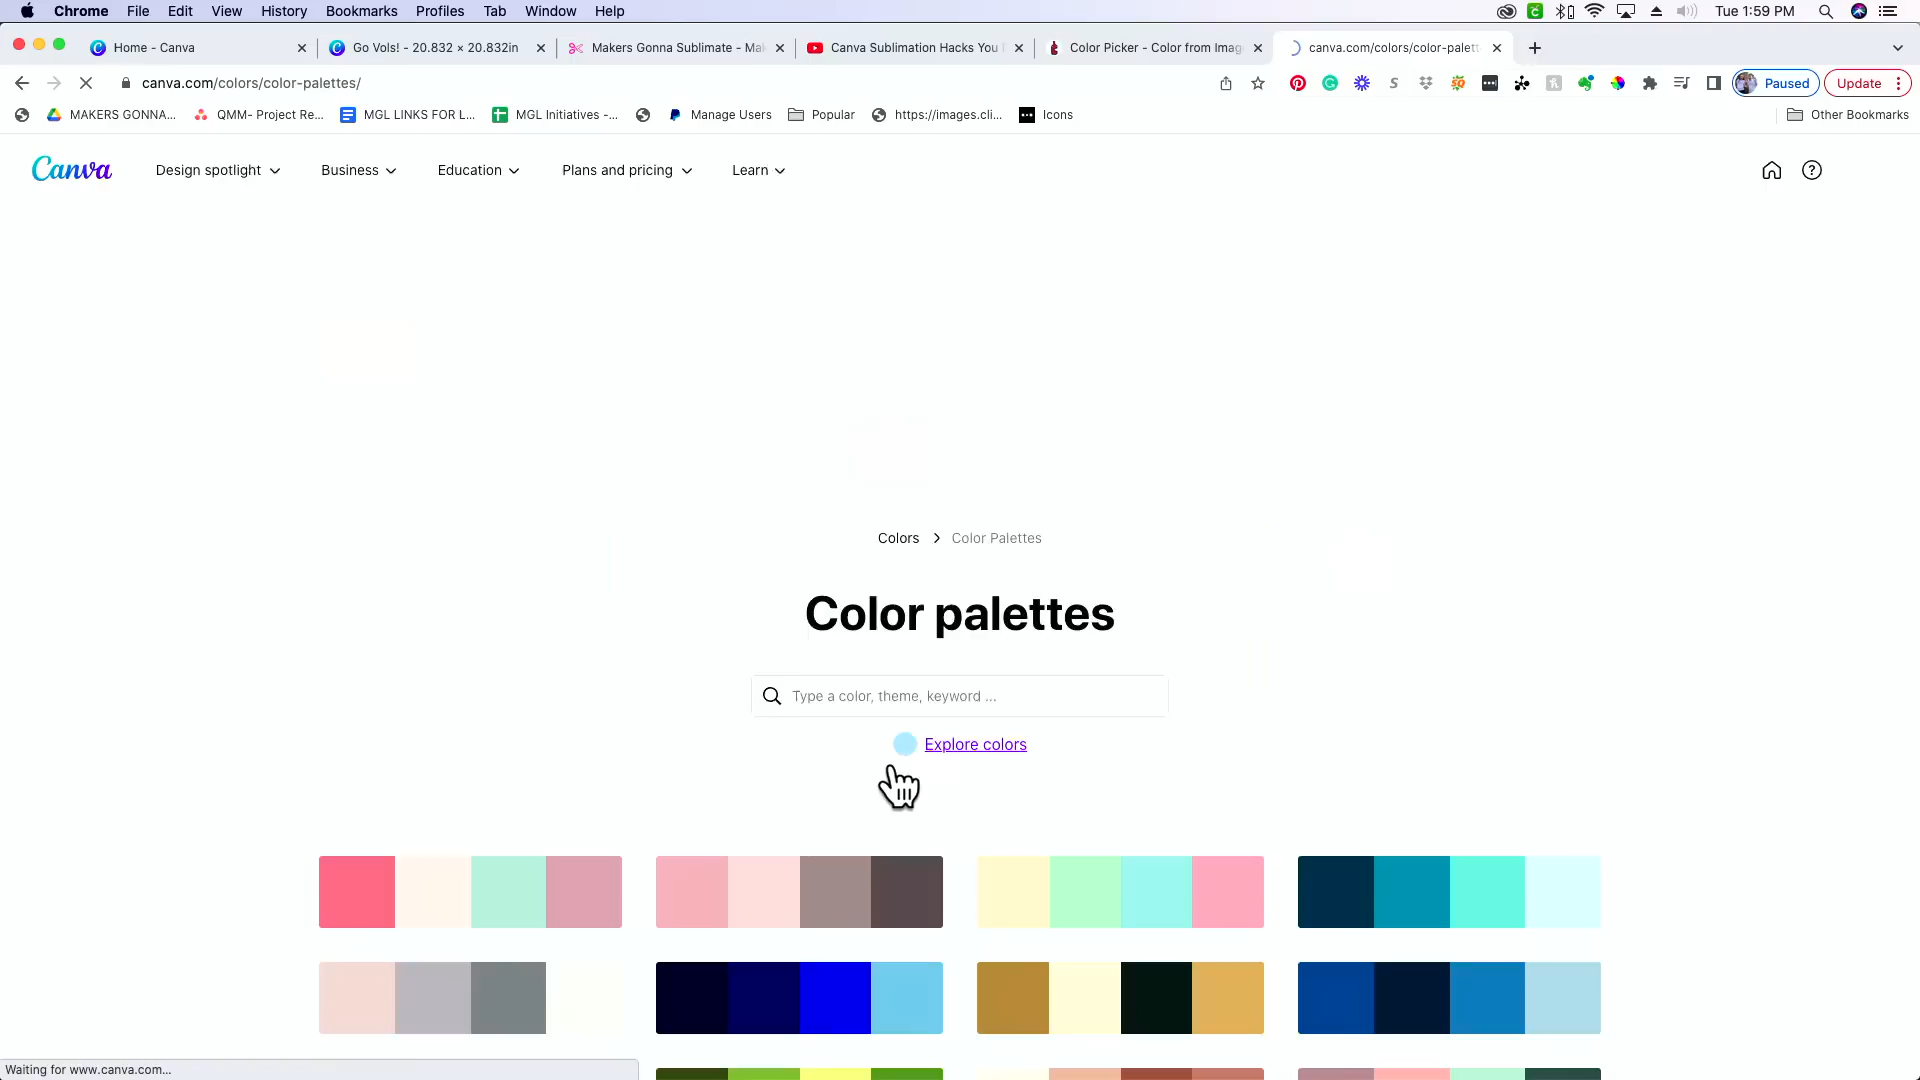 Chrome File Edit View History Bookmarks Profiles Tab Window Help Tue 1:59 PM
Home - Canva Go Vols! - 20.832 × 20.832in Makers Gonna Sublimate - Mak Canva Sublimation Hacks You Color Picker - Color from Imag canva.com/colors/color-palett
canva.com/colors/color-palettes/ Paused Update
MAKERS GONNA... QMM- Project Re... MGL LINKS FOR L... MGL Initiatives -... Manage Users Popular https://images.cli... Icons Other Bookmarks
Canva Design spotlight Business Education Plans and pricing Learn
Colors > Color Palettes
Color palettes
Type a color, theme, keyword ...
Explore colors
Waiting for www.canva.com...